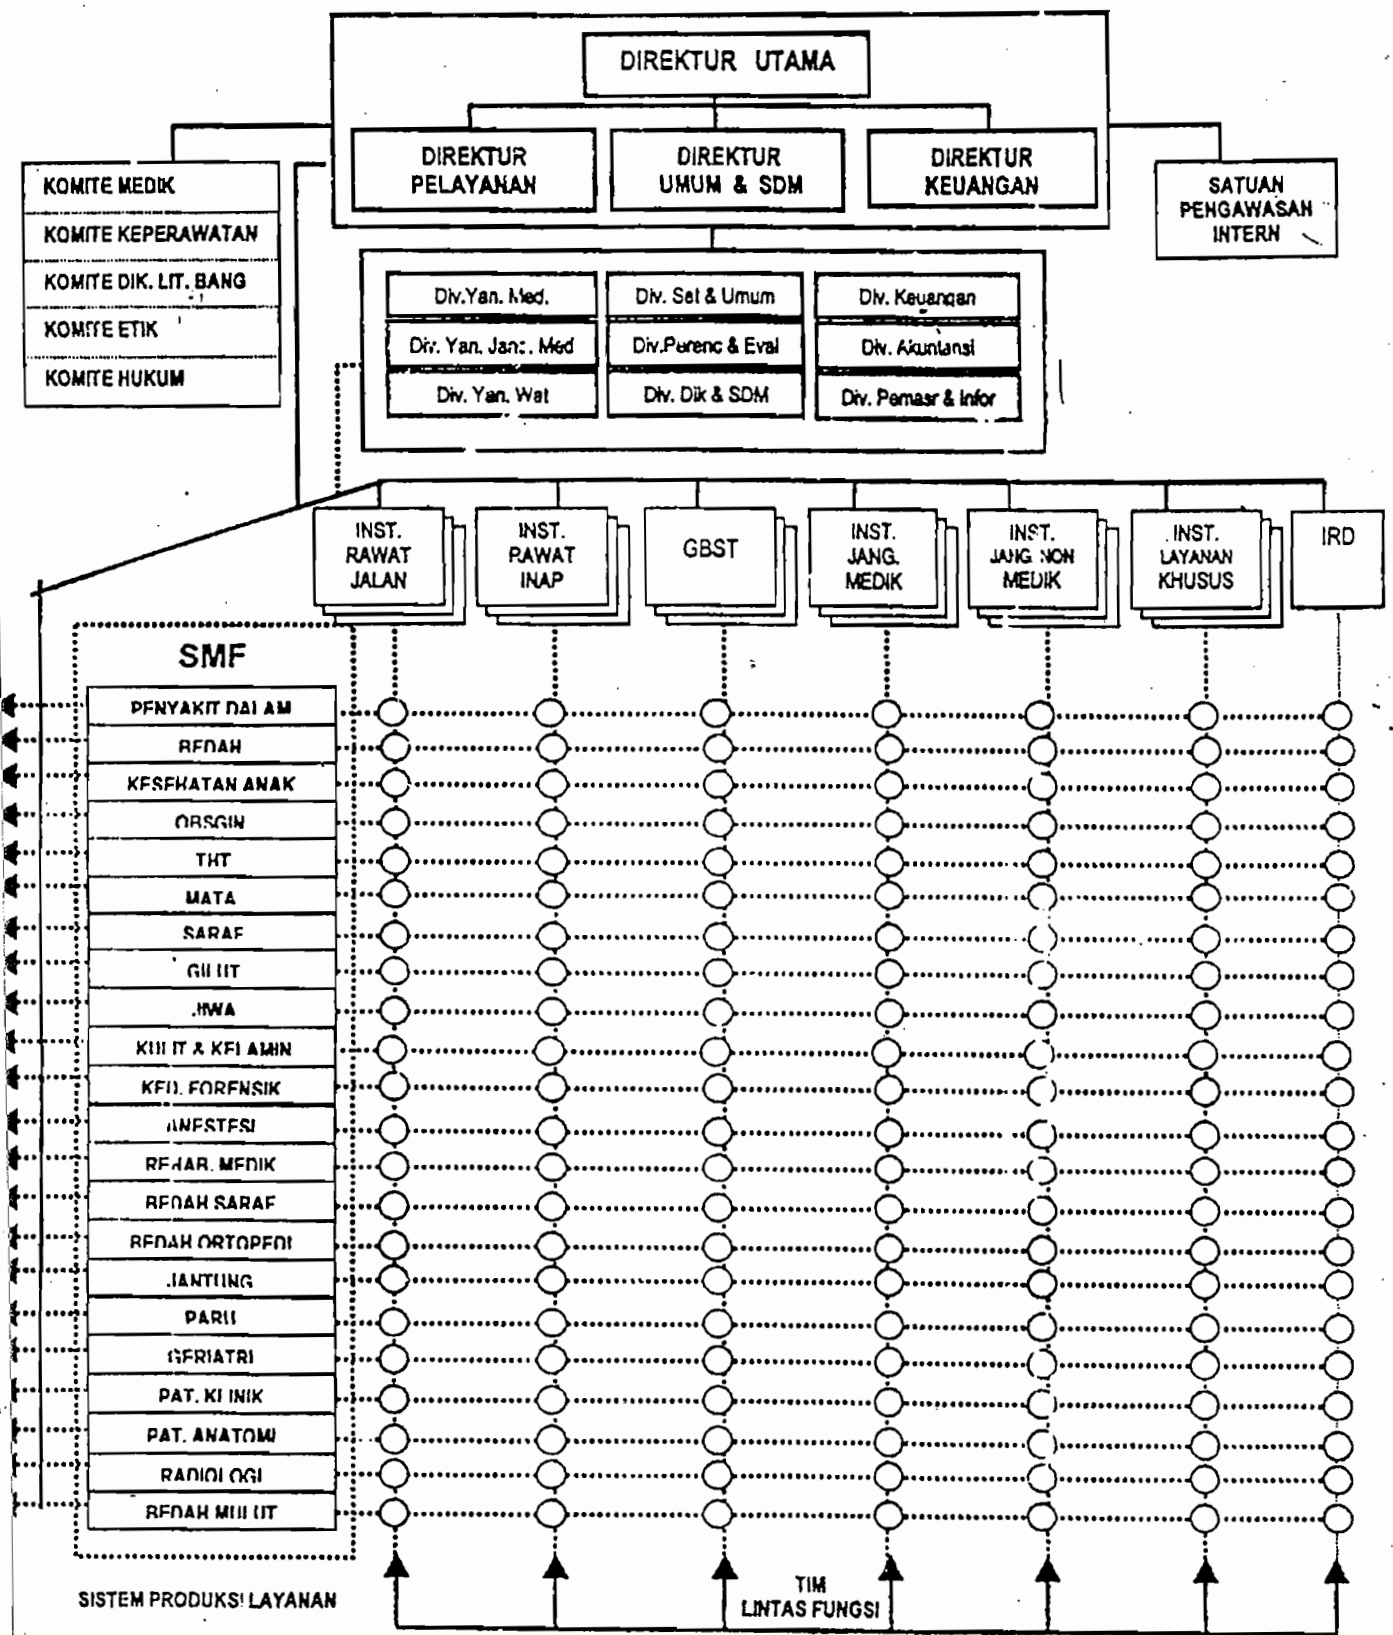 DIREKTUR UTAMA
DIREKTUR
PELAYANAN
DIREKTUR
UMUM & SDM
DIREKTUR
KEUANGAN
KOMITE MEDIK
KOMITE KEPERAWATAN
KOMITE DIK. LIT. BANG
KOMITE ETIK
KOMITE HUKUM
SATUAN
PENGAWASAN
INTERN
Div.Yan. Med.
Div. Yan. Jang. Med
Div. Yan. Wat
Div. Set & Umum
Div.Perenc & Eval
Div. Dik & SDM
Div. Keuangan
Div. Akuntansi
Div. Pemasr & Infor
INST.
RAWAT
JALAN
INST.
RAWAT
INAP
GBST
INST.
JANG.
MEDIK
INST.
JANG. NON
MEDIK
INST.
LAYANAN
KHUSUS
IRD
SMF
PENYAKIT DALAM
BEDAH
KESEHATAN ANAK
OBSGIN
THT
MATA
SARAF
GILUT
JIWA
KULIT & KELAMIN
KED. FORENSIK
ANESTESI
REHAB. MEDIK
BEDAH SARAF
BEDAH ORTOPEDI
JANTUNG
PARU
GERIATRI
PAT. KLINIK
PAT. ANATOMI
RADIOLOGI
BEDAH MULUT
SISTEM PRODUKSI LAYANAN
TIM
LINTAS FUNGSI